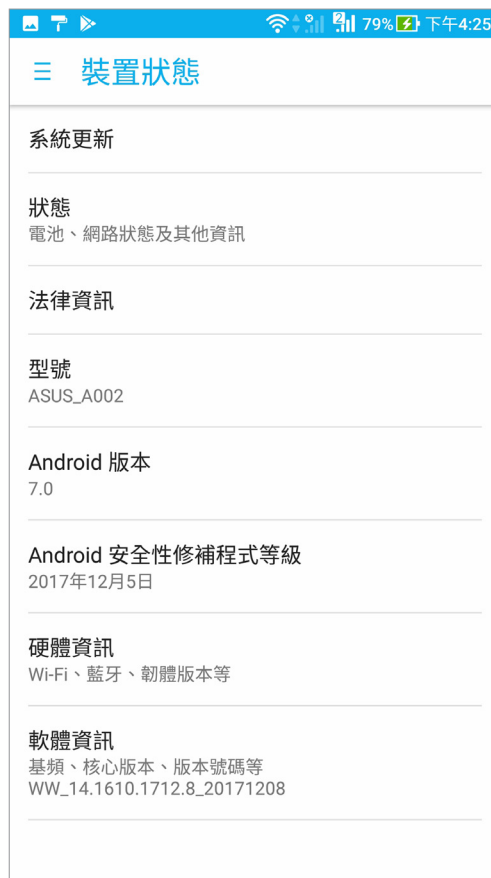 2 79% 下午4:25
裝置狀態
系統更新
狀態
電池、網路狀態及其他資訊
法律資訊
型號
ASUS_A002
Android 版本
7.0
Android 安全性修補程式等級
2017年12月5日
硬體資訊
Wi-Fi、藍牙、韌體版本等
軟體資訊
基頻、核心版本、版本號碼等
WW_14.1610.1712.8_20171208